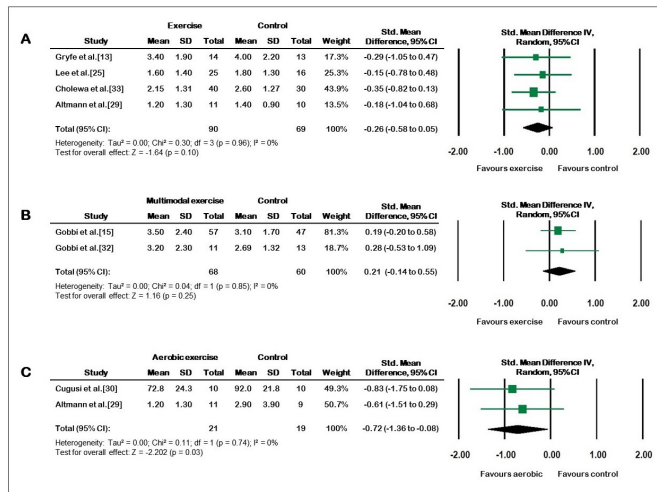 A
Exercise Control Std. Mean Std. Mean Difference IV,
Study Mean SD Total Mean SD Total Weight Difference, 95%CI Random, 95%CI
Gryfe et al.[13] 3.40 1.90 14 4.00 2.20 13 17.3% -0.29 (-1.05 to 0.47)
Lee et al.[25] 1.60 1.40 25 1.80 1.30 16 25.3% -0.15 (-0.78 to 0.48)
Cholewa et al.[33] 2.15 1.31 40 2.60 1.27 30 43.9% -0.35 (-0.82 to 0.13)
Altmann et al.[29] 1.20 1.30 11 1.40 0.90 10 13.5% -0.18 (-1.04 to 0.68)
Total (95% CI) 90 69 100% -0.26 (-0.58 to 0.05)
Heterogeneity: Tau² = 0.00; Chi² = 0.30; df = 3 (p = 0.96); I² = 0%
Test for overall effect: Z = -1.64 (p = 0.10)
-2.00 -1.00 0.00 1.00 2.00
Favours exercise Favours control
B
Multimodal exercise Control Std. Mean Std. Mean Difference IV,
Study Mean SD Total Mean SD Total Weight Difference, 95%CI Random, 95%CI
Gobbi et al.[15] 3.50 2.40 57 3.10 1.70 47 81.3% 0.19 (-0.20 to 0.58)
Gobbi et al.[32] 3.20 2.30 11 2.69 1.32 13 18.7% 0.28 (-0.53 to 1.09)
Total (95% CI): 68 60 100% 0.21 (-0.14 to 0.55)
Heterogeneity: Tau² = 0.00; Chi² = 0.04; df = 1 (p = 0.85); I² = 0%
Test for overall effect: Z = 1.16 (p = 0.25)
-2.00 -1.00 0.00 1.00 2.00
Favours exercise Favours control
C
Aerobic exercise Control Std. Mean Std. Mean Difference IV,
Study Mean SD Total Mean SD Total Weight Difference, 95%CI Random, 95%CI
Cugusi et al.[30] 72.8 24.3 10 92.0 21.8 10 49.3% -0.83 (-1.75 to 0.08)
Altmann et al.[29] 1.20 1.30 11 2.90 3.90 9 50.7% -0.61 (-1.51 to 0.29)
Total (95% CI): 21 19 100% -0.72 (-1.36 to -0.08)
Heterogeneity: Tau² = 0.00; Chi² = 0.11; df = 1 (p = 0.74); I² = 0%
Test for overall effect: Z = -2.202 (p = 0.03)
-2.00 -1.00 0.00 1.00 2.00
Favours aerobic Favours control